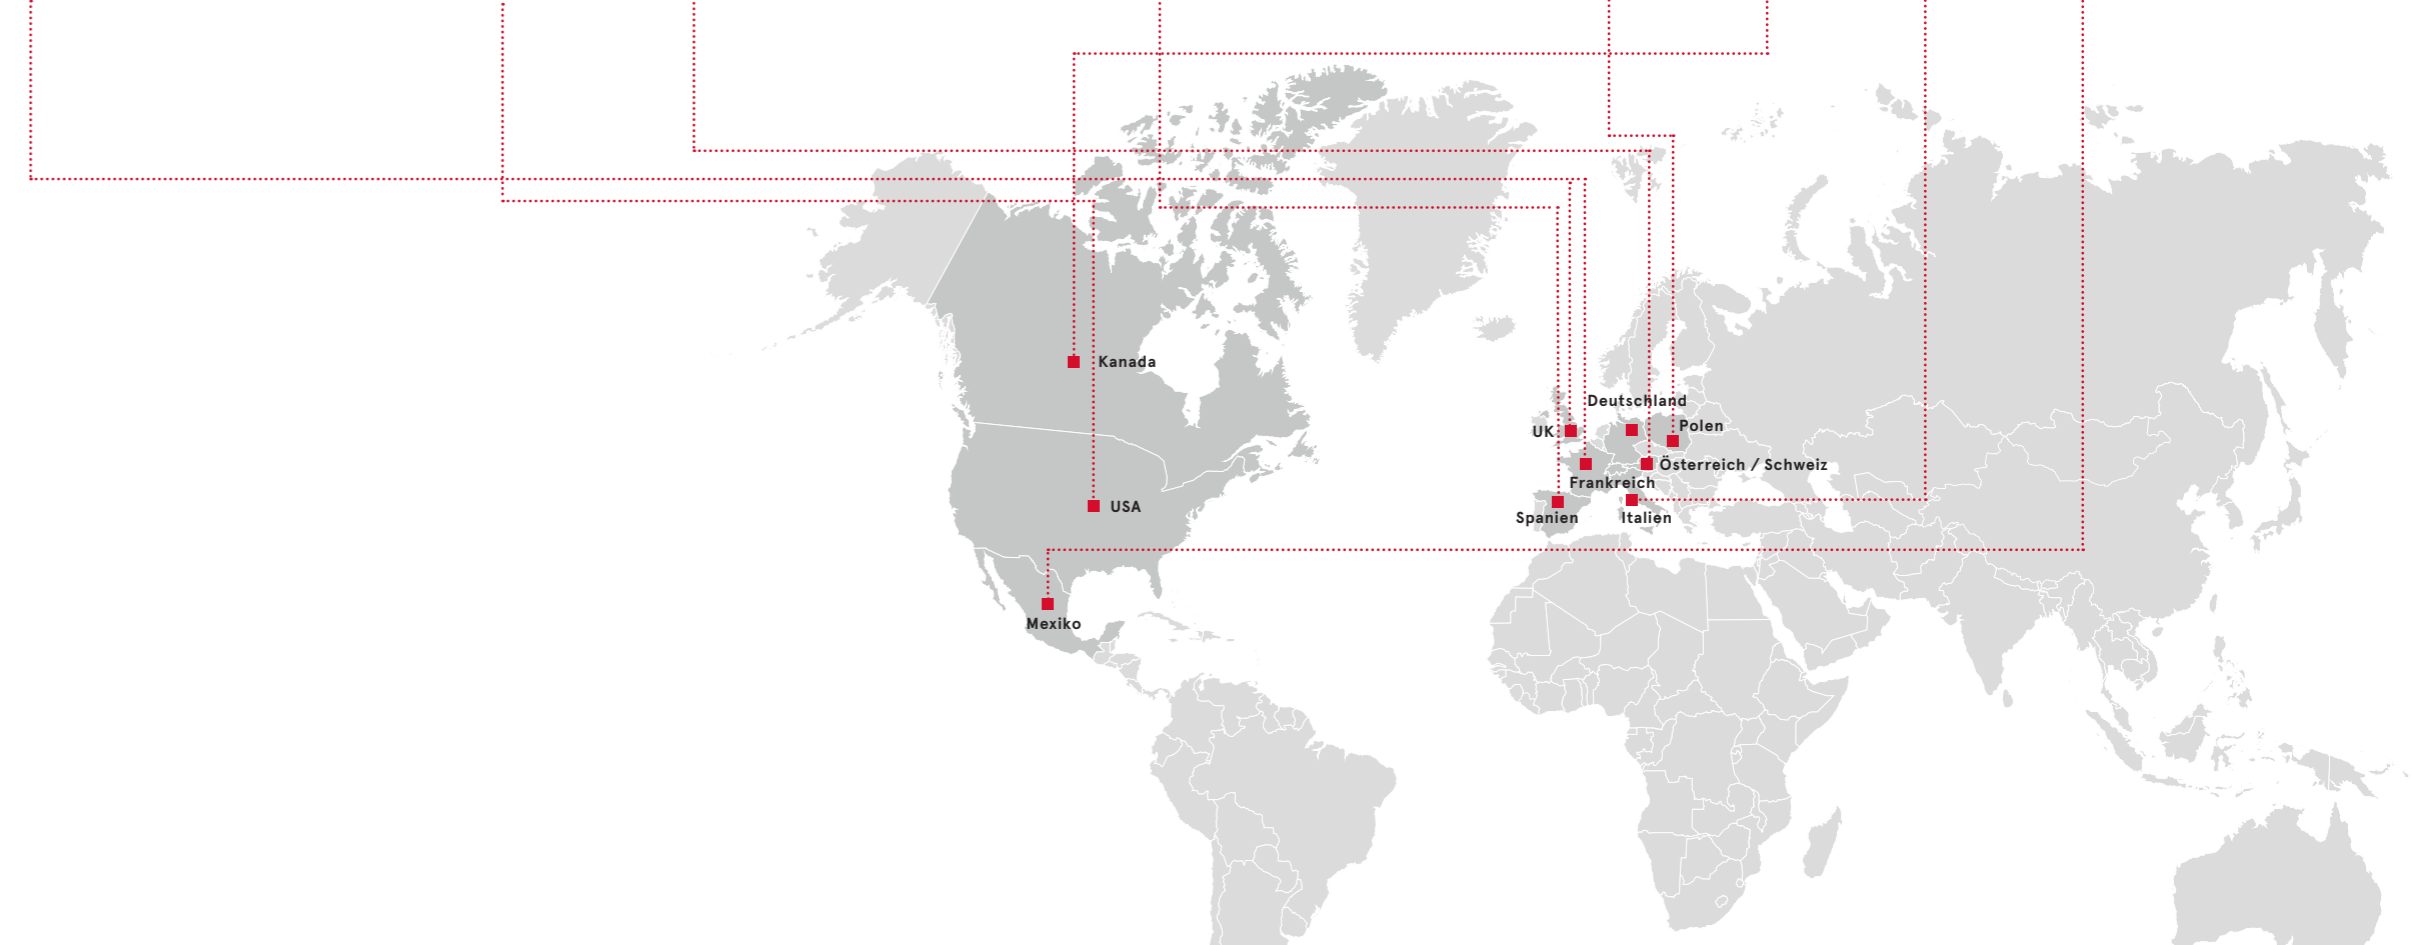 Kanada
Deutschland
Polen
UK
Österreich / Schweiz
Frankreich
USA
Spanien
Italien
Mexiko